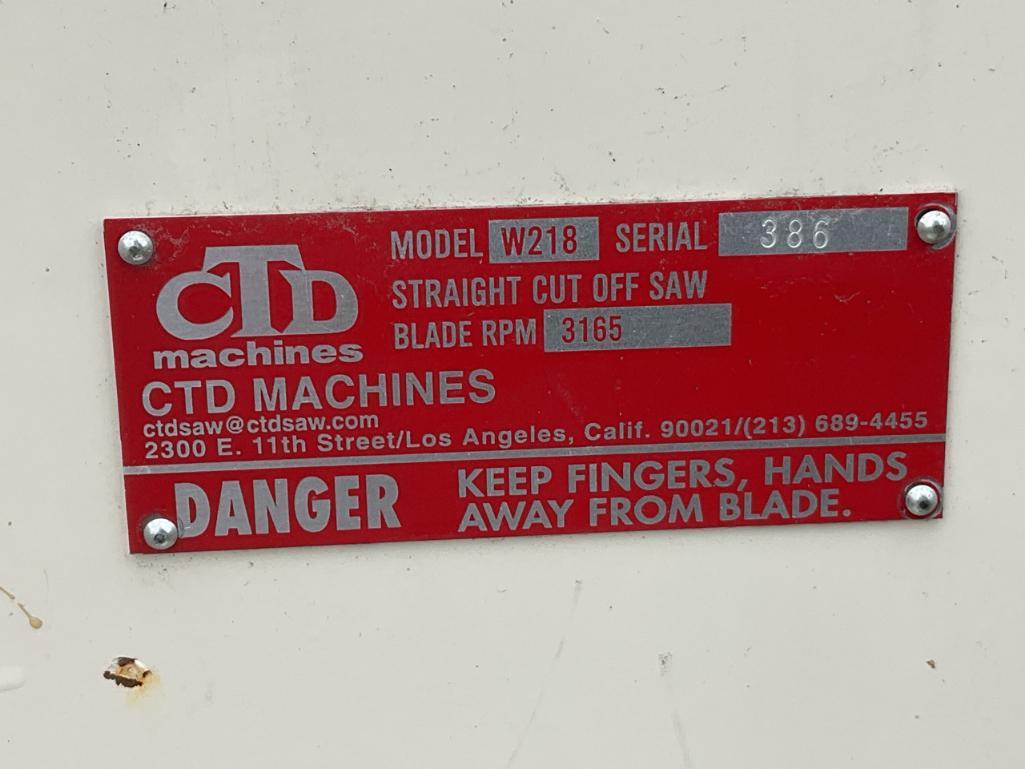 CTD
machines
MODEL W218 SERIAL 386
STRAIGHT CUT OFF SAW
BLADE RPM 3165
CTD MACHINES
ctdsaw@ctdsaw.com
2300 E. 11th Street/Los Angeles, Calif. 90021/(213) 689-4455
DANGER
KEEP FINGERS, HANDS
AWAY FROM BLADE.